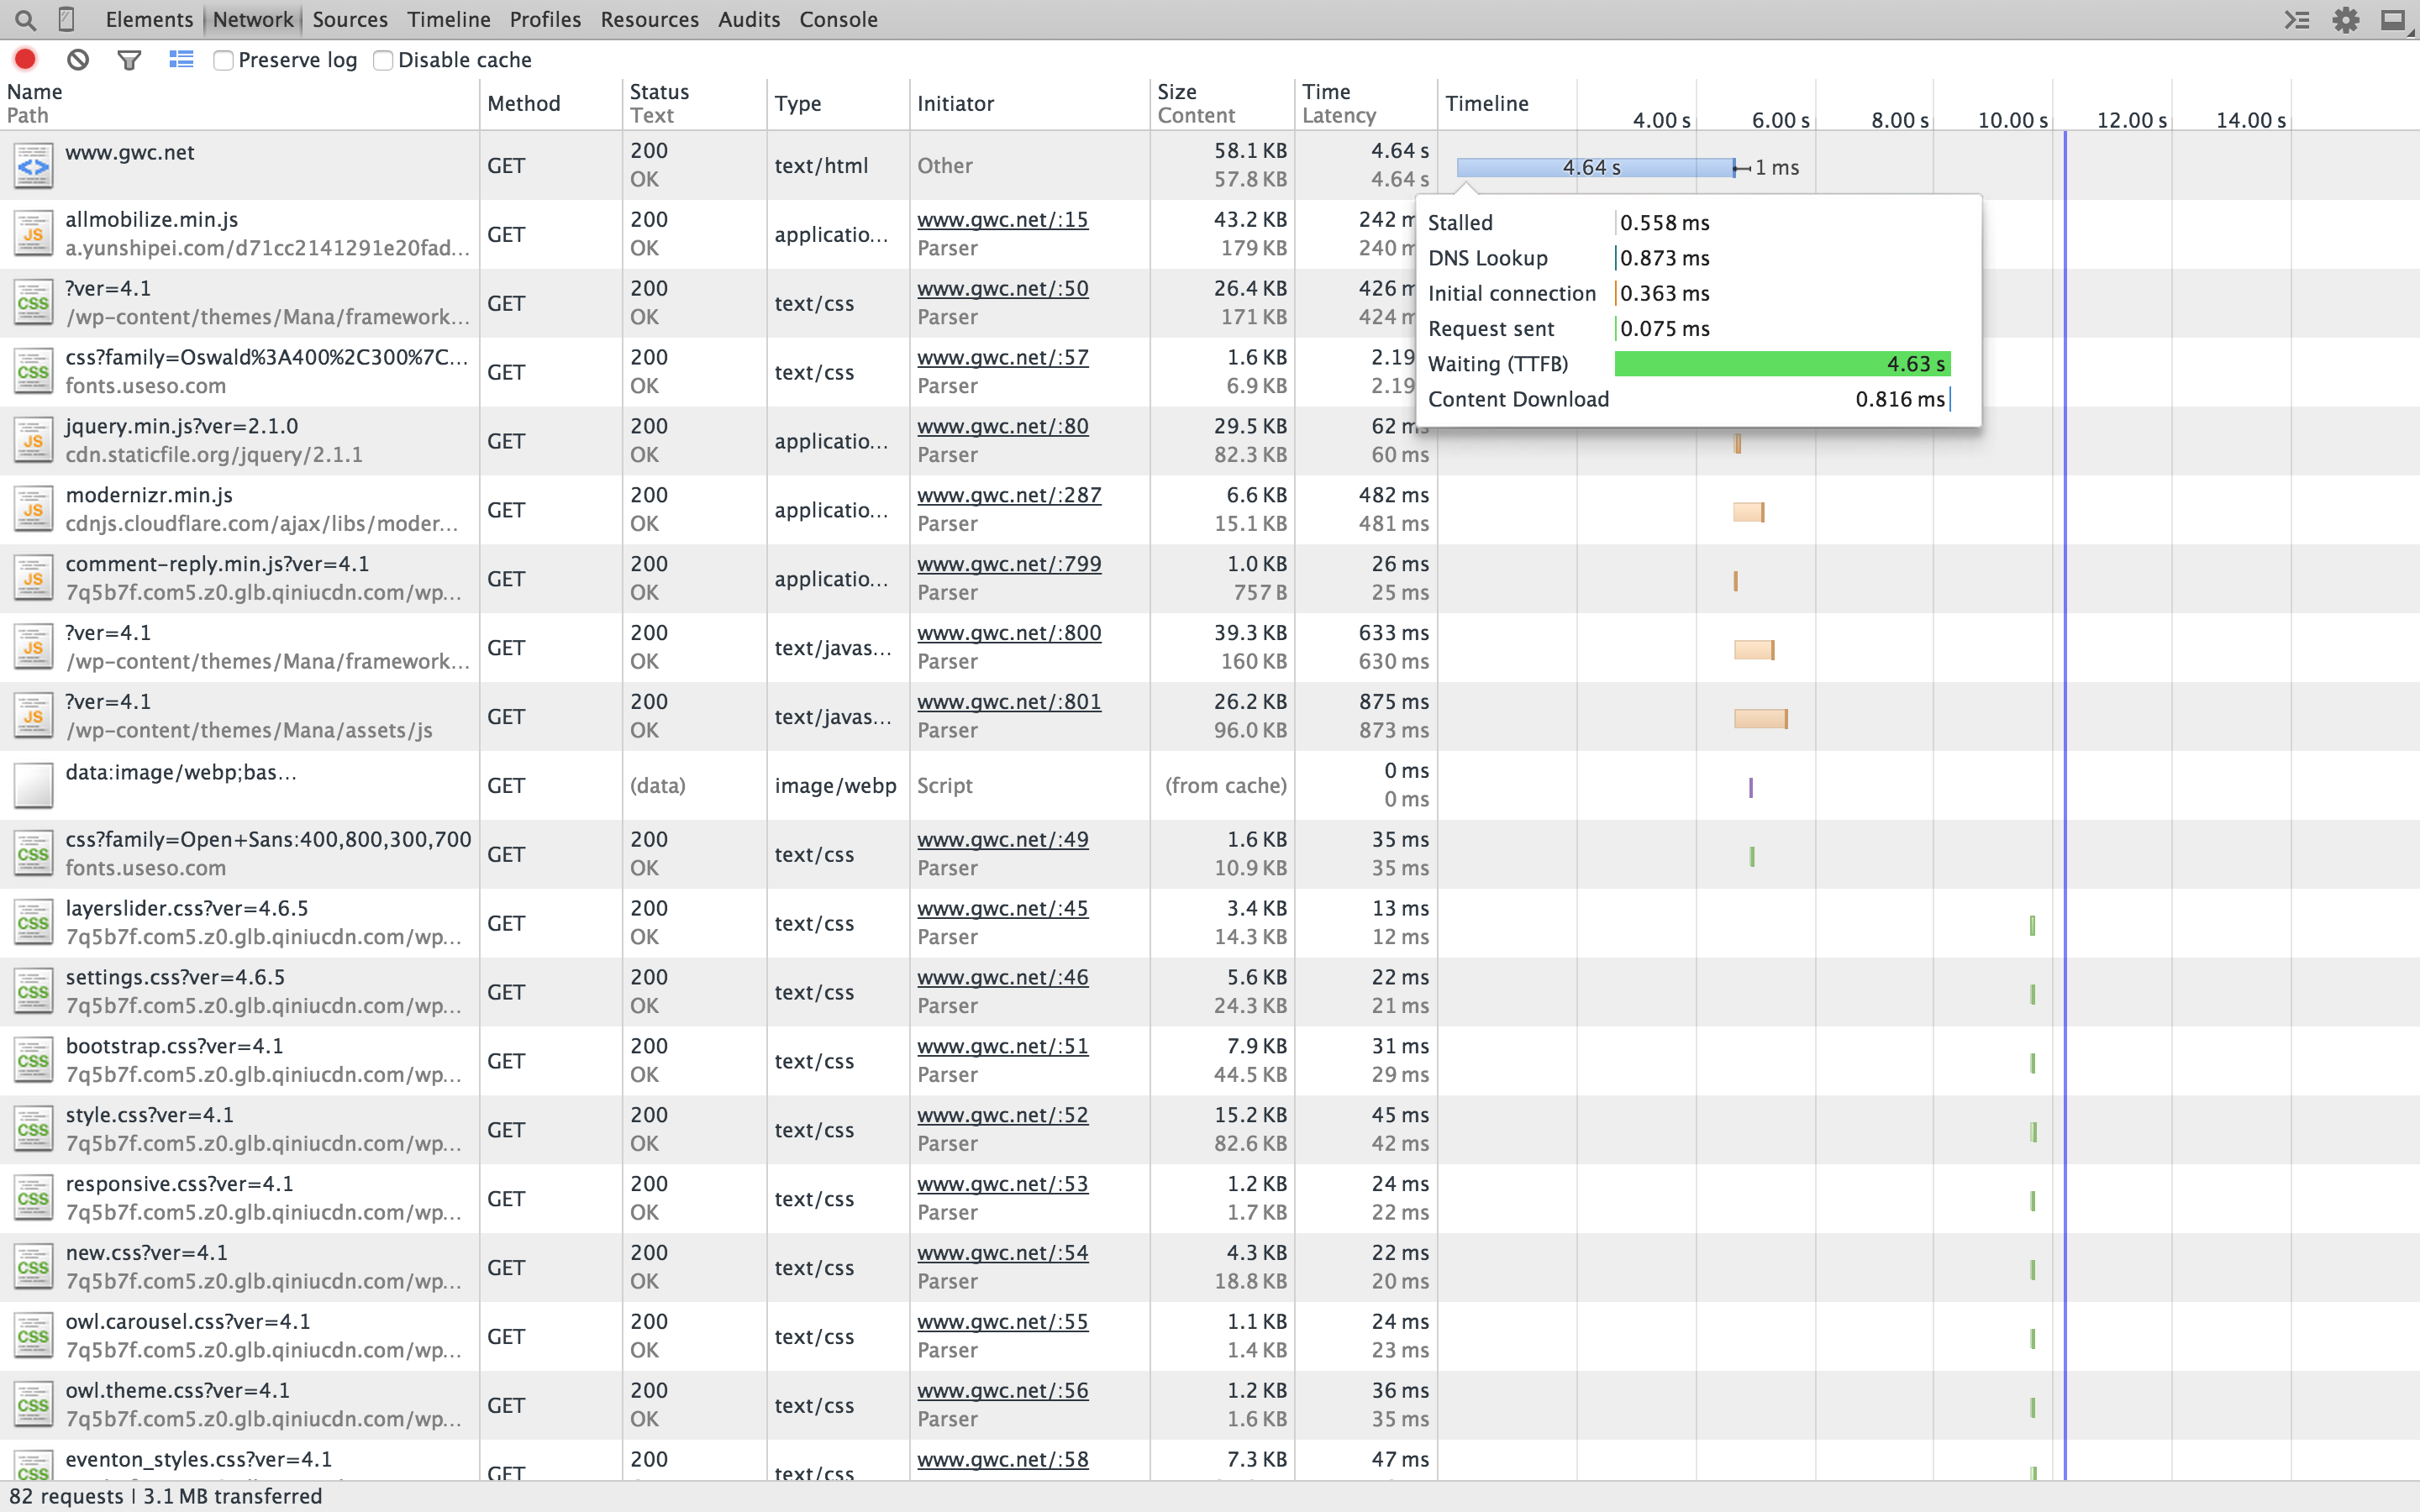 Elements Network Sources Timeline Profiles Resources Audits Console
Preserve log Disable cache
Name Path Method Status Text Type Initiator Size Content Time Latency Timeline 4.00 s 6.00 s 8.00 s 10.00 s 12.00 s 14.00 s
www.gwc.net GET 200 OK text/html Other 58.1 KB 57.8 KB 4.64 s 4.64 s 4.64 s 1 ms
Stalled 0.558 ms
DNS Lookup 0.873 ms
Initial connection 0.363 ms
Request sent 0.075 ms
Waiting (TTFB) 4.63 s
Content Download 0.816 ms
allmobilize.min.js GET 200 applicatio... www.gwc.net/:15 43.2 KB 242 m
a.yunshipei.com/d71cc2141291e20fad... OK Parser 179 KB 240 m
?ver=4.1 GET 200 text/css www.gwc.net/:50 26.4 KB 426 m
/wp-content/themes/Mana/framework... OK Parser 171 KB 424 m
css?family=Oswald%3A400%2C300%7C... GET 200 text/css www.gwc.net/:57 1.6 KB 2.19
fonts.useso.com OK Parser 6.9 KB 2.19
jquery.min.js?ver=2.1.0 GET 200 applicatio... www.gwc.net/:80 29.5 KB 62 ms
cdn.staticfile.org/jquery/2.1.1 OK Parser 82.3 KB 60 ms
modernizr.min.js GET 200 applicatio... www.gwc.net/:287 6.6 KB 482 ms
cdnjs.cloudflare.com/ajax/libs/moder... OK Parser 15.1 KB 481 ms
comment-reply.min.js?ver=4.1 GET 200 applicatio... www.gwc.net/:799 1.0 KB 26 ms
7q5b7f.com5.z0.glb.qiniucdn.com/wp... OK Parser 757 B 25 ms
?ver=4.1 GET 200 text/javas... www.gwc.net/:800 39.3 KB 633 ms
/wp-content/themes/Mana/framework... OK Parser 160 KB 630 ms
?ver=4.1 GET 200 text/javas... www.gwc.net/:801 26.2 KB 875 ms
/wp-content/themes/Mana/assets/js OK Parser 96.0 KB 873 ms
data:image/webp;bas... GET (data) image/webp Script (from cache) 0 ms 0 ms
css?family=Open+Sans:400,800,300,700 GET 200 text/css www.gwc.net/:49 1.6 KB 35 ms
fonts.useso.com OK Parser 10.9 KB 35 ms
layerslider.css?ver=4.6.5 GET 200 text/css www.gwc.net/:45 3.4 KB 13 ms
7q5b7f.com5.z0.glb.qiniucdn.com/wp... OK Parser 14.3 KB 12 ms
settings.css?ver=4.6.5 GET 200 text/css www.gwc.net/:46 5.6 KB 22 ms
7q5b7f.com5.z0.glb.qiniucdn.com/wp... OK Parser 24.3 KB 21 ms
bootstrap.css?ver=4.1 GET 200 text/css www.gwc.net/:51 7.9 KB 31 ms
7q5b7f.com5.z0.glb.qiniucdn.com/wp... OK Parser 44.5 KB 29 ms
style.css?ver=4.1 GET 200 text/css www.gwc.net/:52 15.2 KB 45 ms
7q5b7f.com5.z0.glb.qiniucdn.com/wp... OK Parser 82.6 KB 42 ms
responsive.css?ver=4.1 GET 200 text/css www.gwc.net/:53 1.2 KB 24 ms
7q5b7f.com5.z0.glb.qiniucdn.com/wp... OK Parser 1.7 KB 22 ms
new.css?ver=4.1 GET 200 text/css www.gwc.net/:54 4.3 KB 22 ms
7q5b7f.com5.z0.glb.qiniucdn.com/wp... OK Parser 18.8 KB 20 ms
owl.carousel.css?ver=4.1 GET 200 text/css www.gwc.net/:55 1.1 KB 24 ms
7q5b7f.com5.z0.glb.qiniucdn.com/wp... OK Parser 1.4 KB 23 ms
owl.theme.css?ver=4.1 GET 200 text/css www.gwc.net/:56 1.2 KB 36 ms
7q5b7f.com5.z0.glb.qiniucdn.com/wp... OK Parser 1.6 KB 35 ms
eventon_styles.css?ver=4.1 GET 200 text/css www.gwc.net/:58 7.3 KB 47 ms
82 requests | 3.1 MB transferred